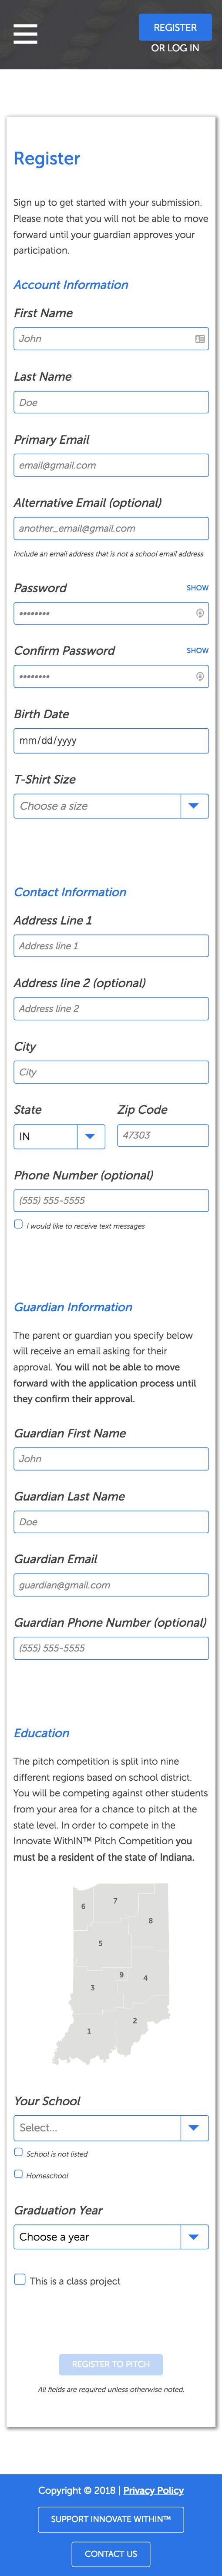 REGISTER
OR LOG IN
Register
Sign up to get started with your submission.
Please note that you will not be able to move
forward until your guardian approves your
participation.
Account Information
First Name
John
Last Name
Doe
Primary Email
email@gmail.com
Alternative Email (optional)
another_email@gmail.com
Include an email address that is not a school email address
Password
SHOW
••••••••
Confirm Password
SHOW
••••••••
Birth Date
mm/dd/yyyy
T-Shirt Size
Choose a size
Contact Information
Address Line 1
Address line 1
Address line 2 (optional)
Address line 2
City
City
State
Zip Code
IN
47303
Phone Number (optional)
(555) 555-5555
I would like to receive text messages
Guardian Information
The parent or guardian you specify below
will receive an email asking for their
approval. You will not be able to move
forward with the application process until
they confirm their approval.
Guardian First Name
John
Guardian Last Name
Doe
Guardian Email
guardian@gmail.com
Guardian Phone Number (optional)
(555) 555-5555
Education
The pitch competition is split into nine
different regions based on school district.
You will be competing against other students
from your area for a chance to pitch at the
state level. In order to compete in the
Innovate WithIN™ Pitch Competition you
must be a resident of the state of Indiana.
7
6
8
5
9
4
3
2
1
Your School
Select...
School is not listed
Homeschool
Graduation Year
Choose a year
This is a class project
REGISTER TO PITCH
All fields are required unless otherwise noted.
Copyright © 2018 | Privacy Policy
SUPPORT INNOVATE WITHIN™
CONTACT US